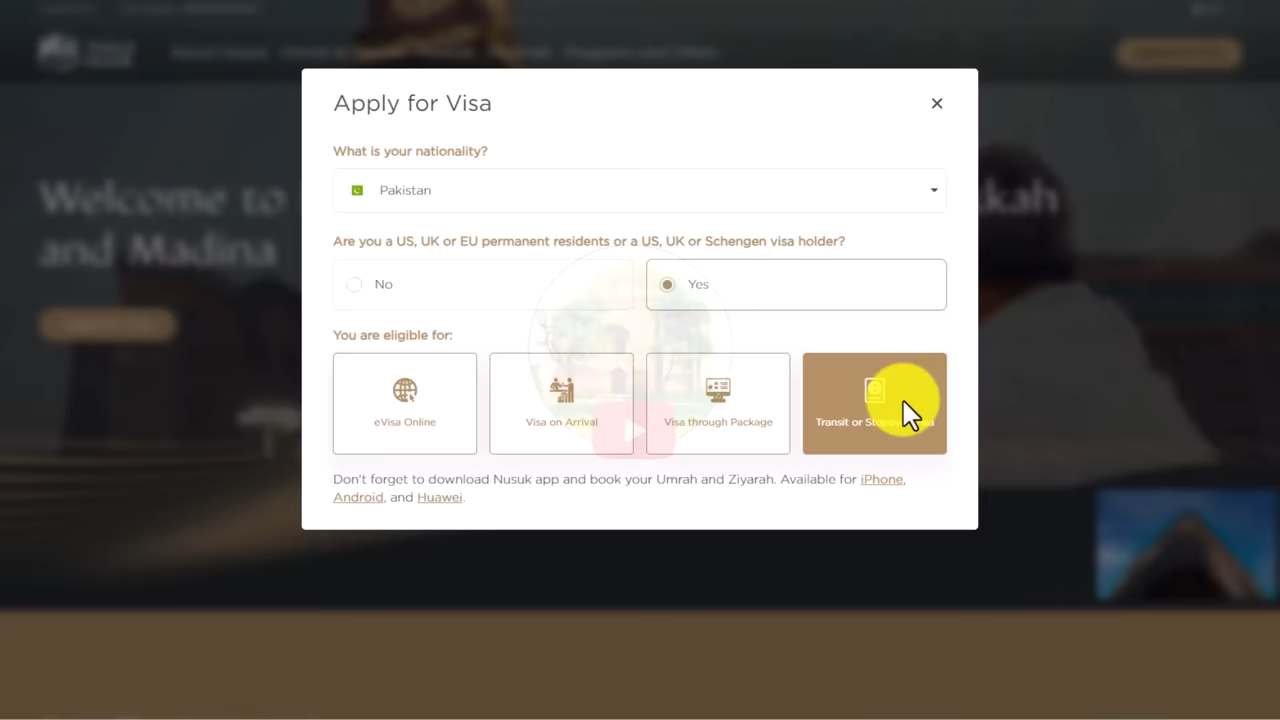 Apply for Visa
What is your nationality?
Pakistan
Are you a US, UK or EU permanent residents or a US, UK or Schengen visa holder?
No
Yes
You are eligible for:
eVisa Online
Visa on Arrival
Visa through Package
Transit or
Don't forget to download Nusuk app and book your Umrah and Ziyarah. Available for iPhone,
Android, and Huawei.
Welcome to
kkah
and Madina